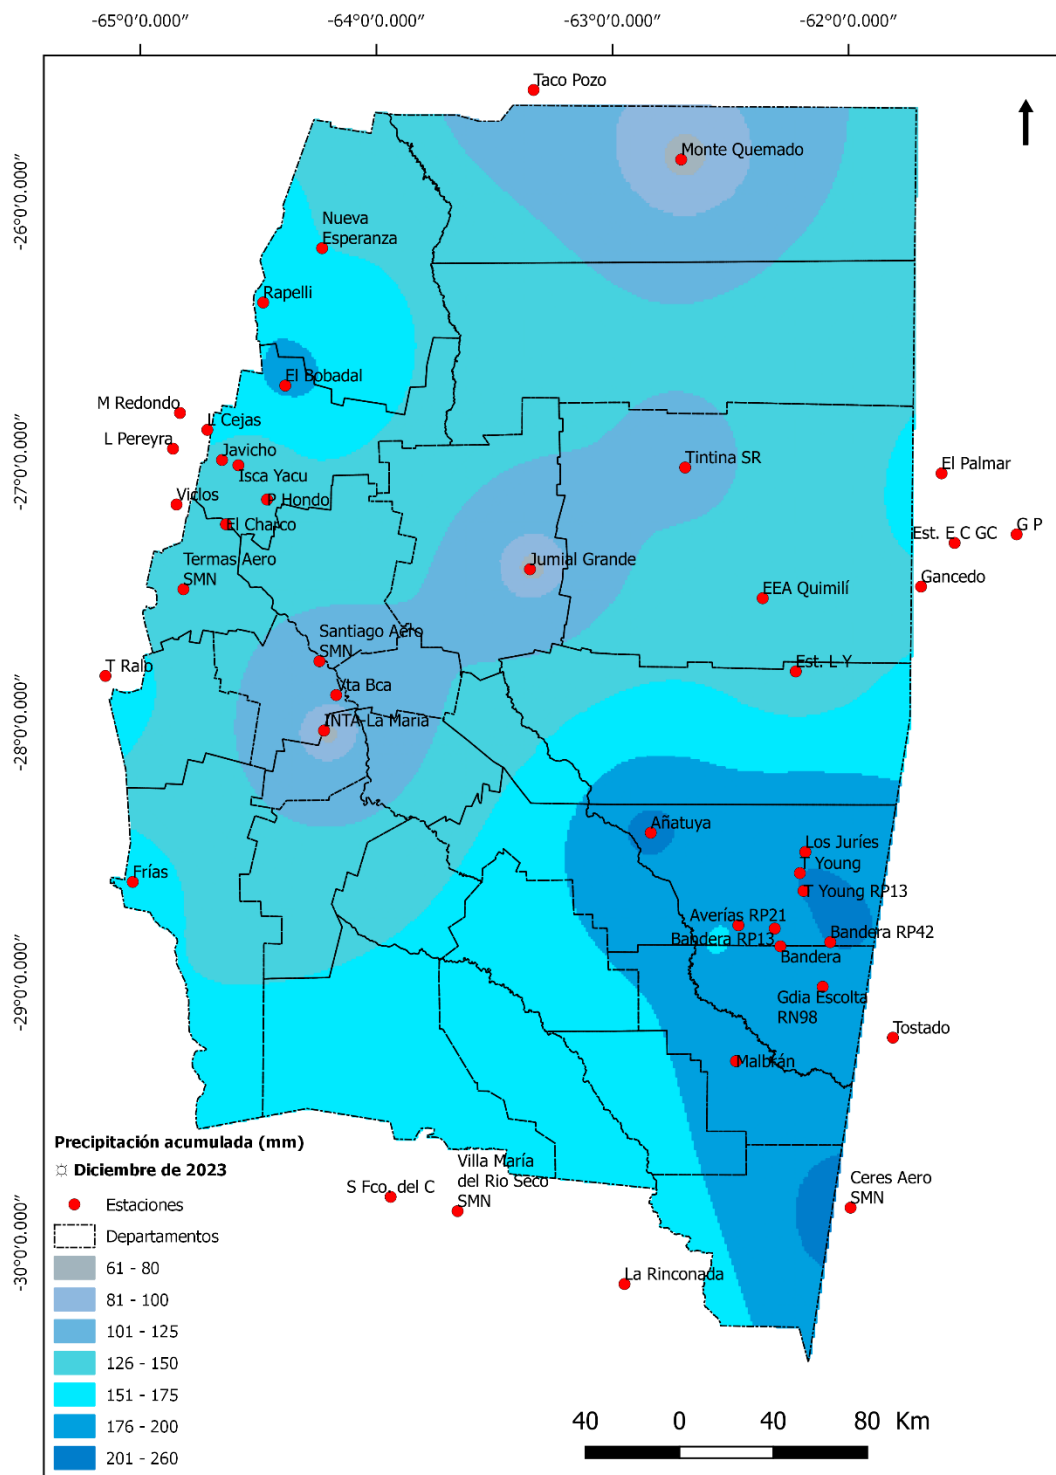 -65°0'0.000"
-64°0'0.000"
-63°0'0.000"
-62°0'0.000"
-26°0'0.000"
-27°0'0.000"
-28°0'0.000"
-29°0'0.000"
-30°0'0.000"
Taco Pozo
Monte Quemado
Nueva
Esperanza
Rapelli
El Bobadal
M Redondo
L Cejas
L Pereyra
Javicho
Isca Yacu
Tintina SR
El Palmar
Viclos
P Hondo
El Charco
G P
Est. E C GC
Termas Aero
SMN
Jumial Grande
Gancedo
EEA Quimilí
Santiago Aero
SMN
T Ralo
Est. L Y
Vta Bca
INTA-La María
Añatuya
Los Juríes
T Young
Frías
T Young RP13
Averías RP21
Bandera RP42
Bandera RP13
Bandera
Gdia Escolta
RN98
Tostado
Malbrán
Villa María
del Rio Seco
SMN
S Fco. del C
Ceres Aero
SMN
La Rinconada
Precipitación acumulada (mm)
Diciembre de 2023
Estaciones
Departamentos
61 - 80
81 - 100
101 - 125
126 - 150
151 - 175
176 - 200
201 - 260
40 0 40 80 Km